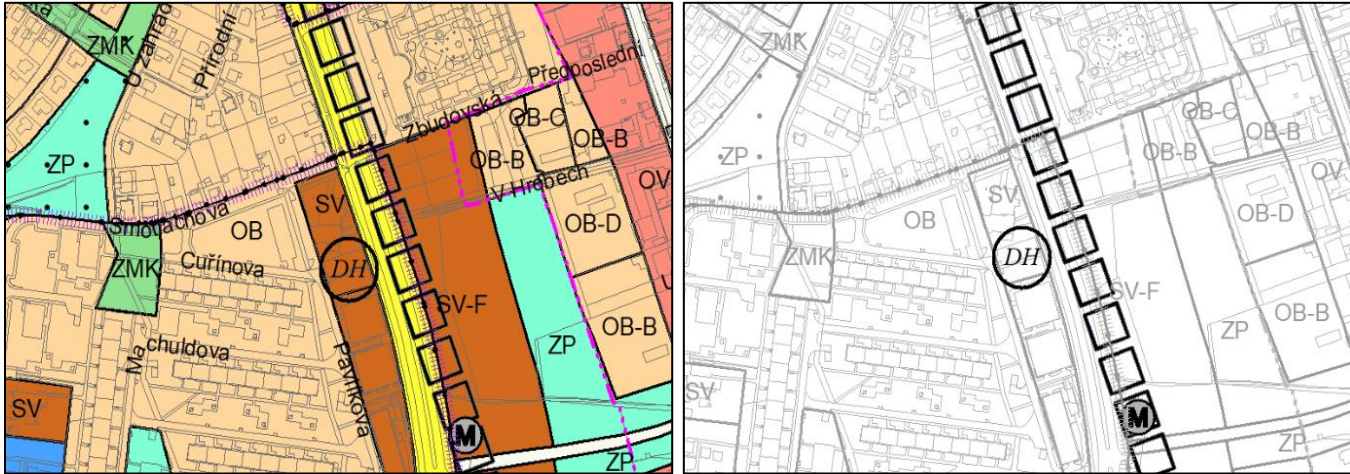 ZMK
U zahrad
Přírodní
ZP
Předposlední
Zbudovská
OB-C
OB-B
OB-B
V Hrobech
OV
SV
OB
Smotlachova
OB-D
ZMK
Cuřínova
DH
SV-F
OB-B
Machuldova
ZP
Pavlíkova
SV
M
ZP
ZMK
ZP
OB-C
OB-B
OB-B
OV
SV
OB
OB-D
ZMK
DH
SV-F
OB-B
ZP
SV
M
ZP